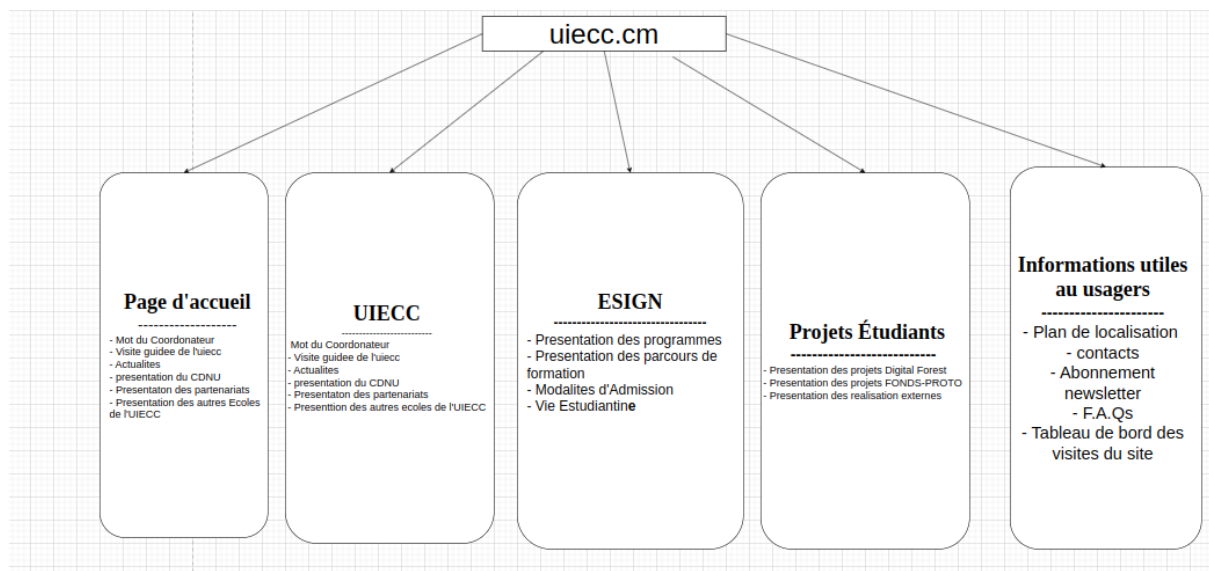 uiecc.cm
Page d'accueil
-------------------
- Mot du Coordonateur
- Visite guidee de l'uiecc
- Actualites
- presentation du CDNU
- Presentaton des partenariats
- Presentation des autres Ecoles
de l'UIECC
UIECC
-------------------------
Mot du Coordonateur
- Visite guidee de l'uiecc
- Actualites
- presentation du CDNU
- Presentaton des partenariats
- Presenttion des autres ecoles de l'UIECC
ESIGN
---------------------------------
- Presentation des programmes
- Presentation des parcours de
formation
- Modalites d'Admission
- Vie Estudiantine
Projets Étudiants
---------------------------
- Presentation des projets Digital Forest
- Presentation des projets FONDS-PROTO
- Presentation des realisation externes
Informations utiles
au usagers
-----------------------
- Plan de localisation
- contacts
- Abonnement
newsletter
- F.A.Qs
- Tableau de bord des
visites du site